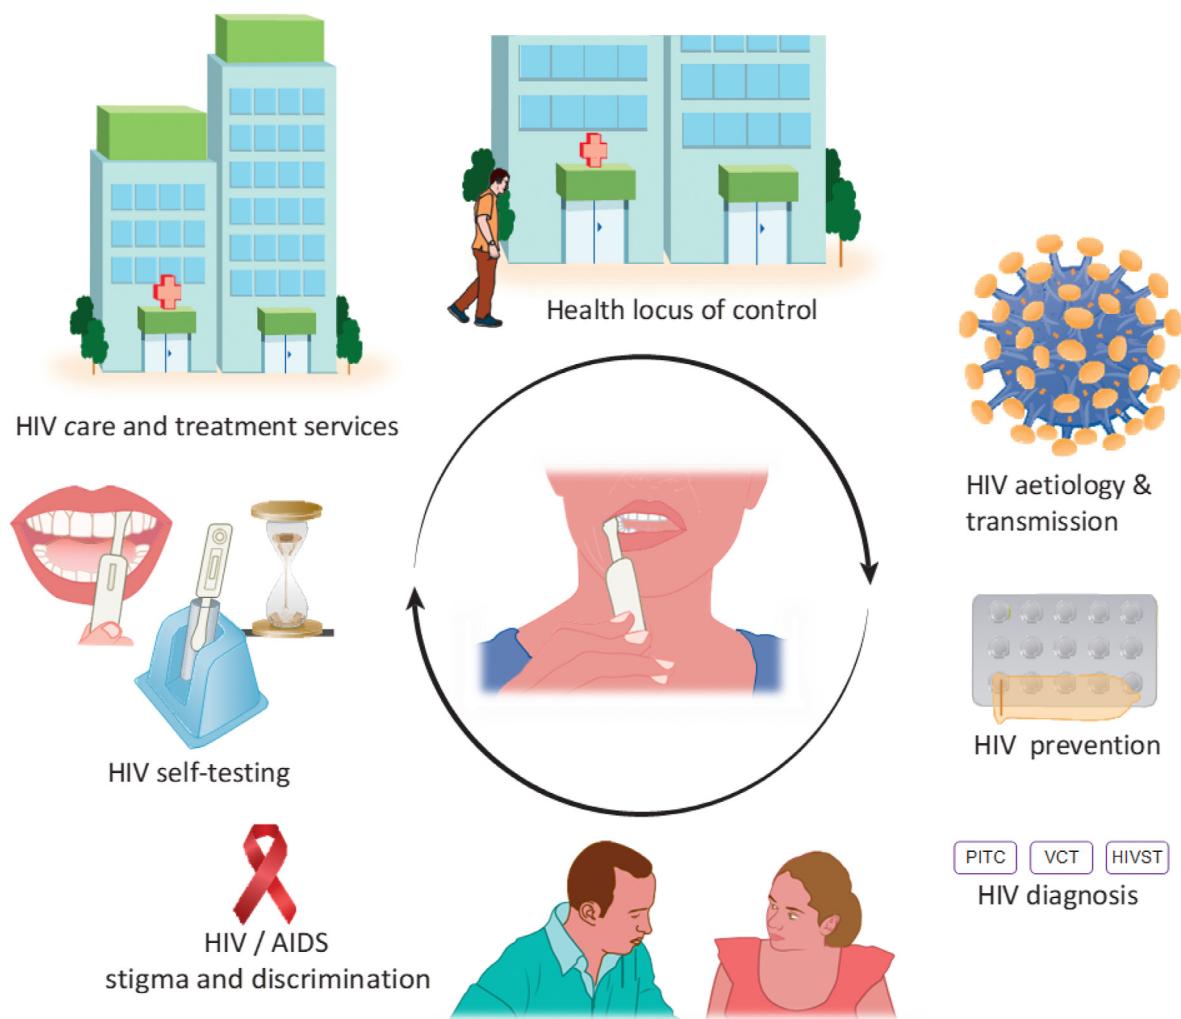 Health locus of control
HIV care and treatment services
HIV aetiology &
transmission
HIV self-testing
HIV prevention
PITC
VCT
HIVST
HIV diagnosis
HIV / AIDS
stigma and discrimination